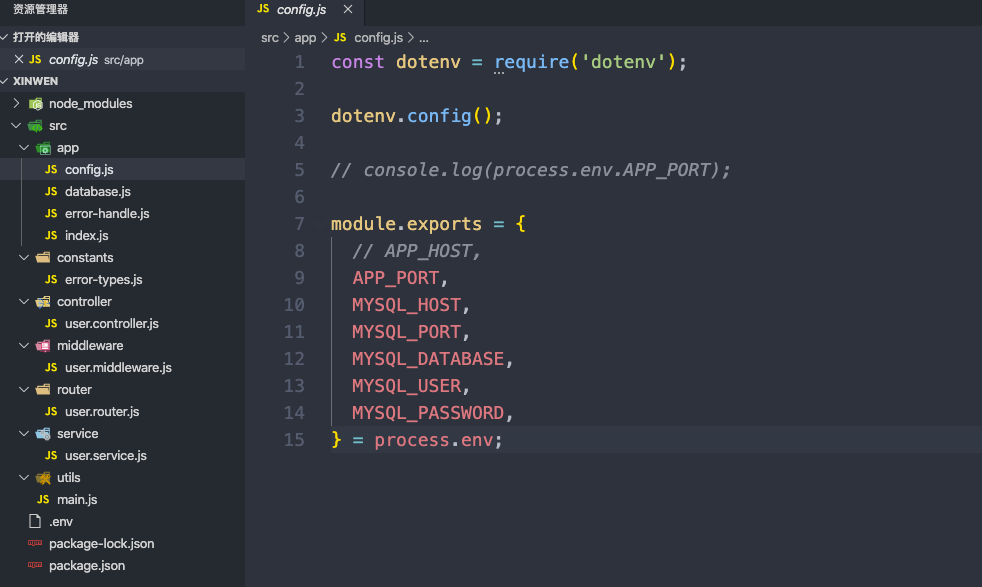 资源管理器
打开的编辑器
JS config.js src/app
XINWEN
node_modules
src
app
JS config.js
JS database.js
JS error-handle.js
JS index.js
constants
JS error-types.js
controller
JS user.controller.js
middleware
JS user.middleware.js
router
JS user.router.js
service
JS user.service.js
utils
JS main.js
.env
package-lock.json
package.json
JS config.js
src > app > JS config.js > ...
1 const dotenv = require('dotenv');
2
3 dotenv.config();
4
5 // console.log(process.env.APP_PORT);
6
7 module.exports = {
8 // APP_HOST,
9 APP_PORT,
10 MYSQL_HOST,
11 MYSQL_PORT,
12 MYSQL_DATABASE,
13 MYSQL_USER,
14 MYSQL_PASSWORD,
15 } = process.env;